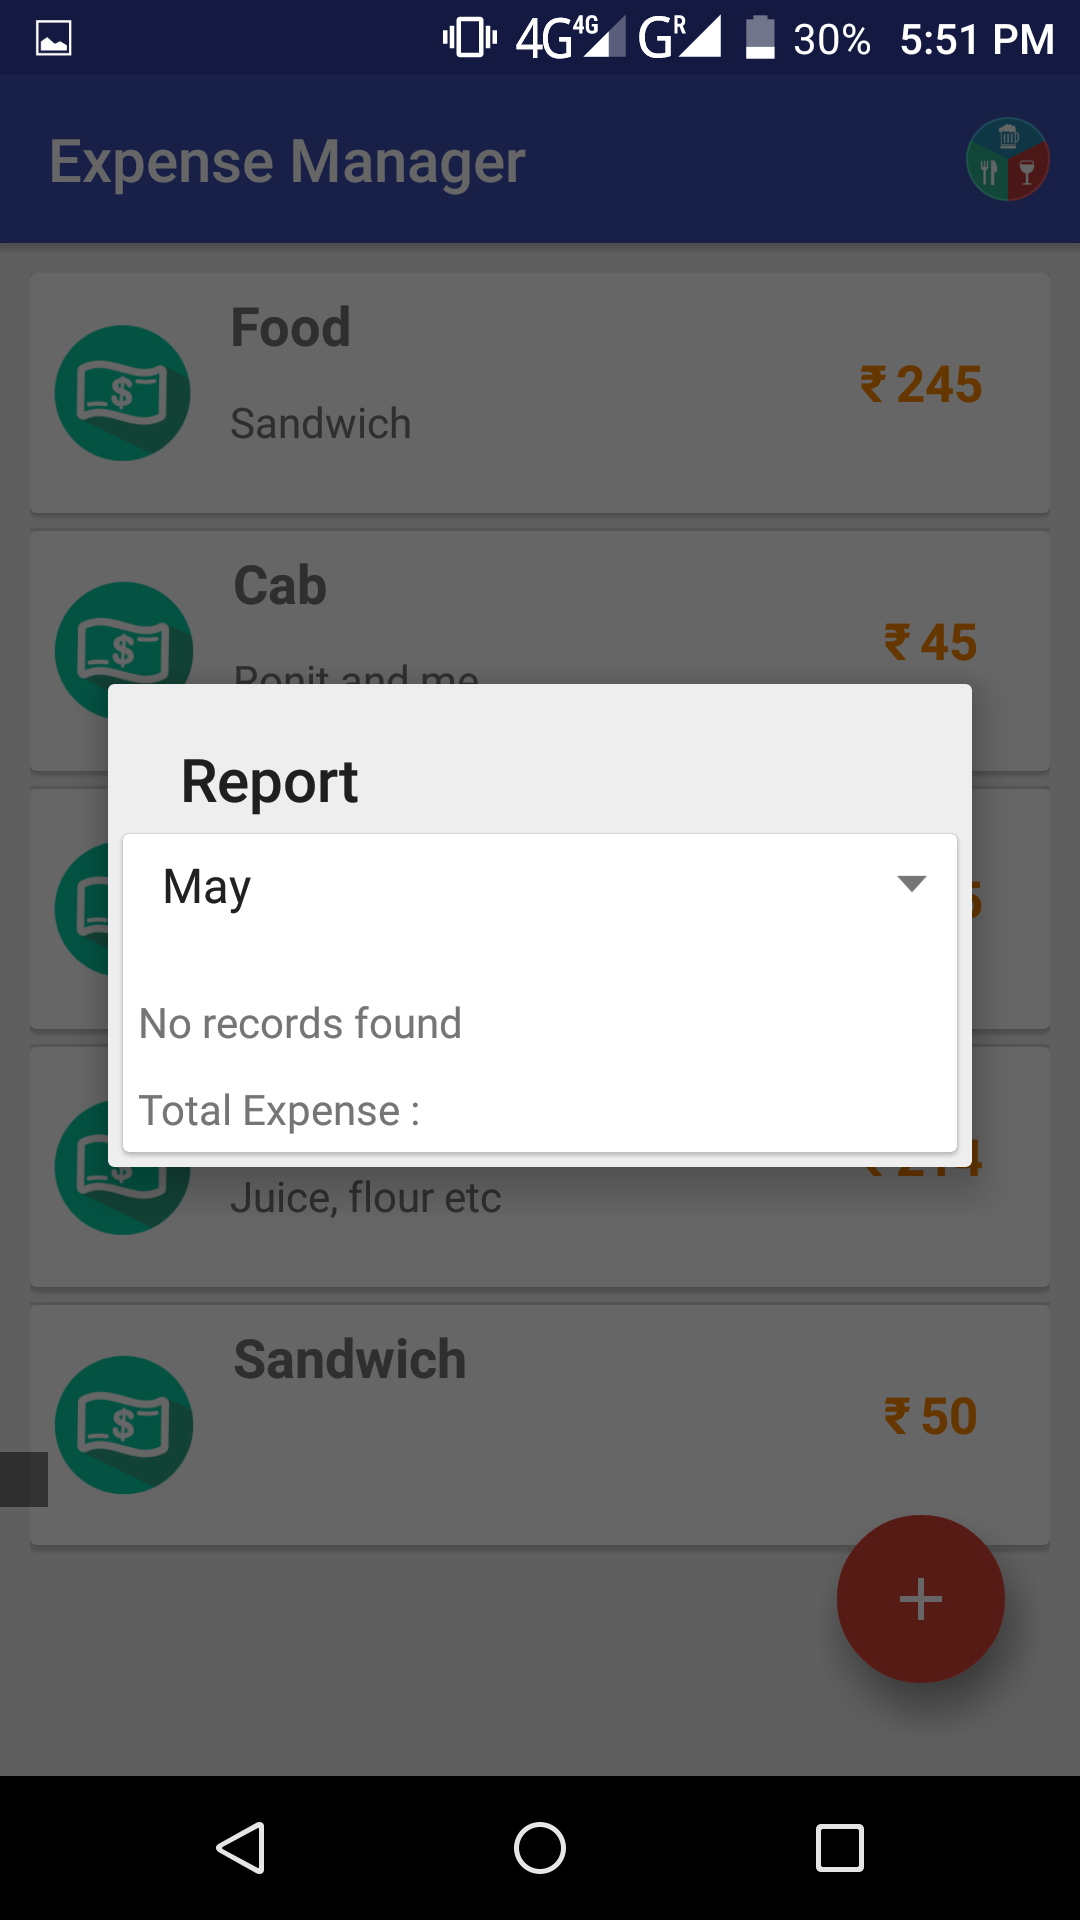 4G 4G G R 30% 5:51 PM
Expense Manager
Food
₹ 245
Sandwich
Cab
₹ 45
Ronit and me
Report
May
No records found
Total Expense :
Juice, flour etc
Sandwich
₹ 50